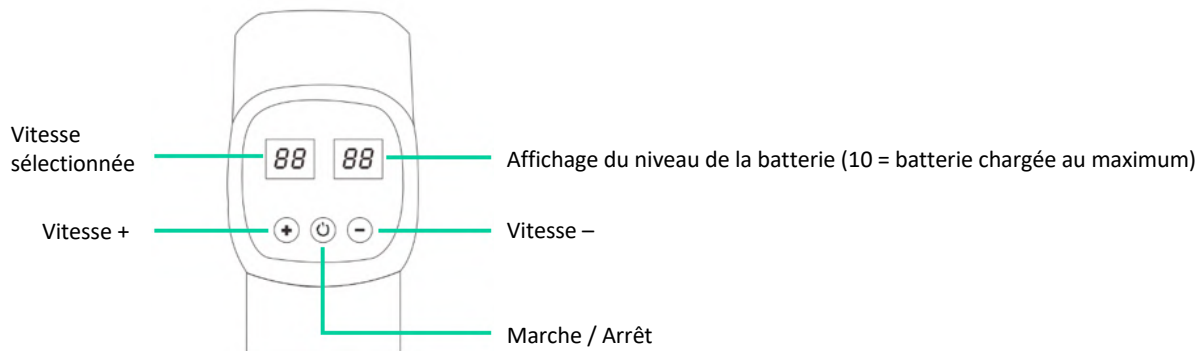 Vitesse
sélectionnée
88 88
Affichage du niveau de la batterie (10 = batterie chargée au maximum)
Vitesse +
Vitesse –
Marche / Arrêt